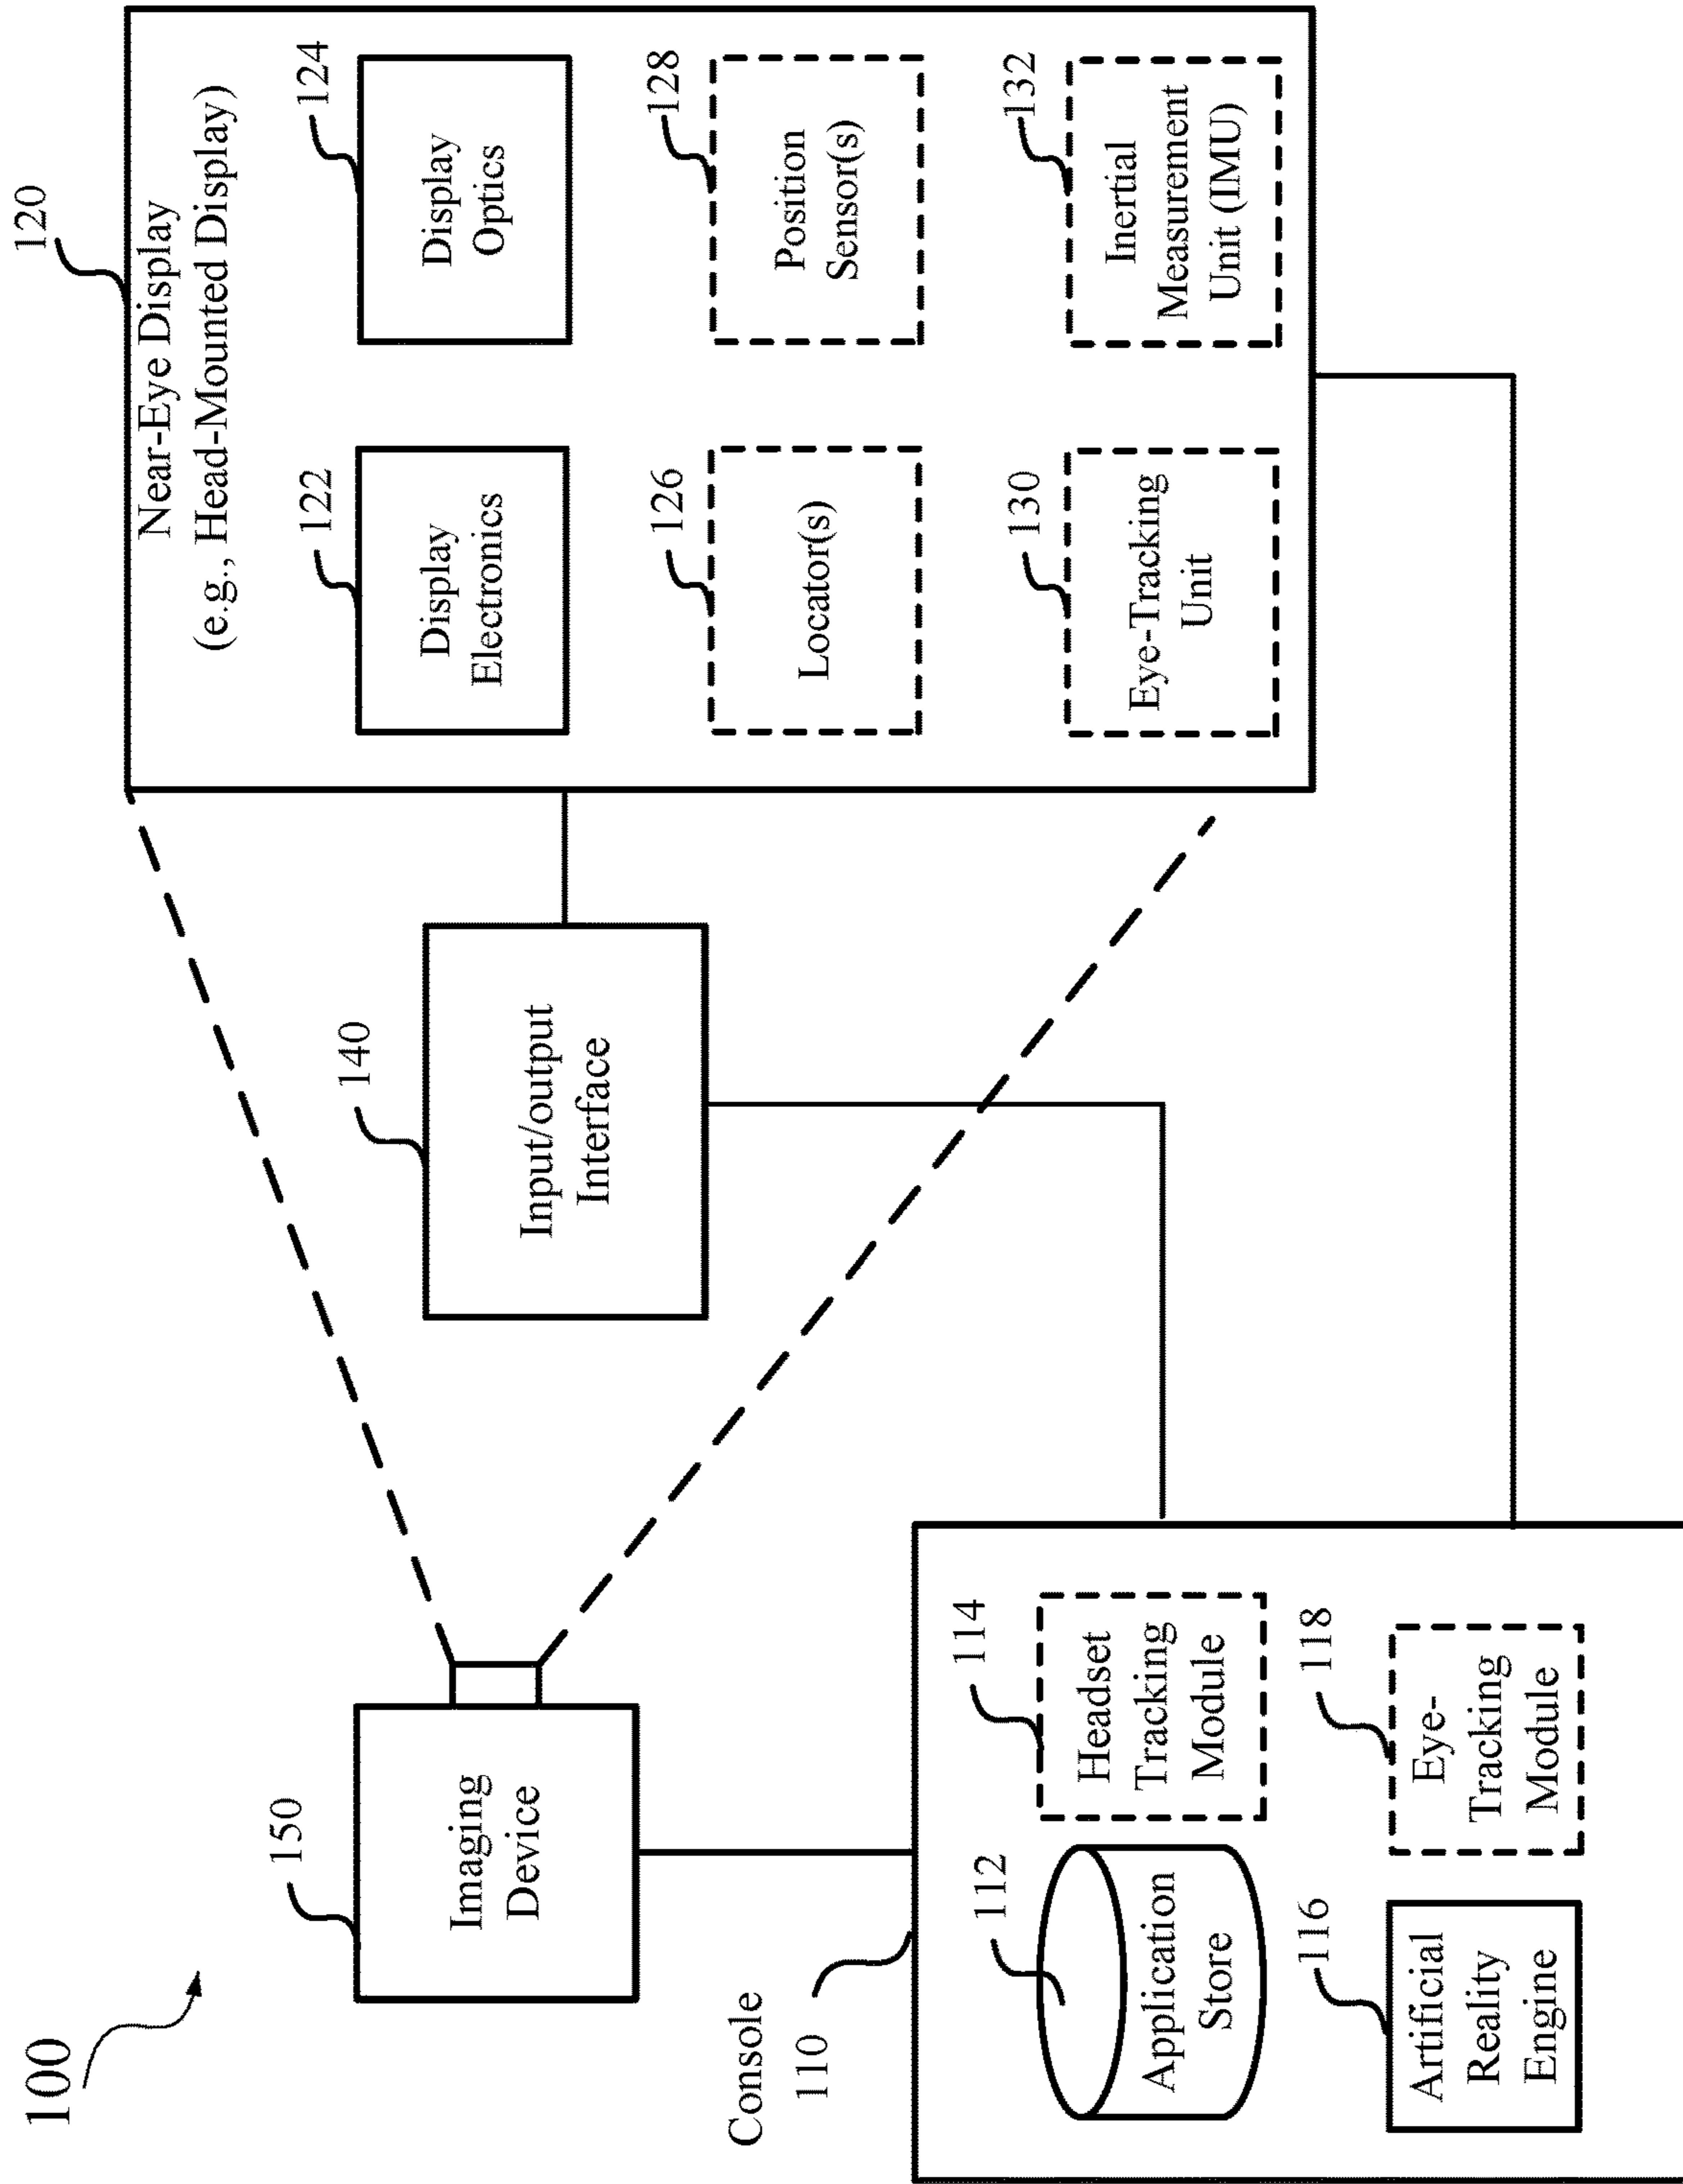 100
150
Imaging
Device
140
Input/output
Interface
120
Near-Eye Display
(e.g., Head-Mounted Display)
122
Display
Electronics
124
Display
Optics
126
Locator(s)
128
Position
Sensor(s)
130
Eye-Tracking
Unit
132
Inertial
Measurement
Unit (IMU)
Console
110
112
Application
Store
114
Headset
Tracking
Module
116
Artificial
Reality
Engine
118
Eye-
Tracking
Module